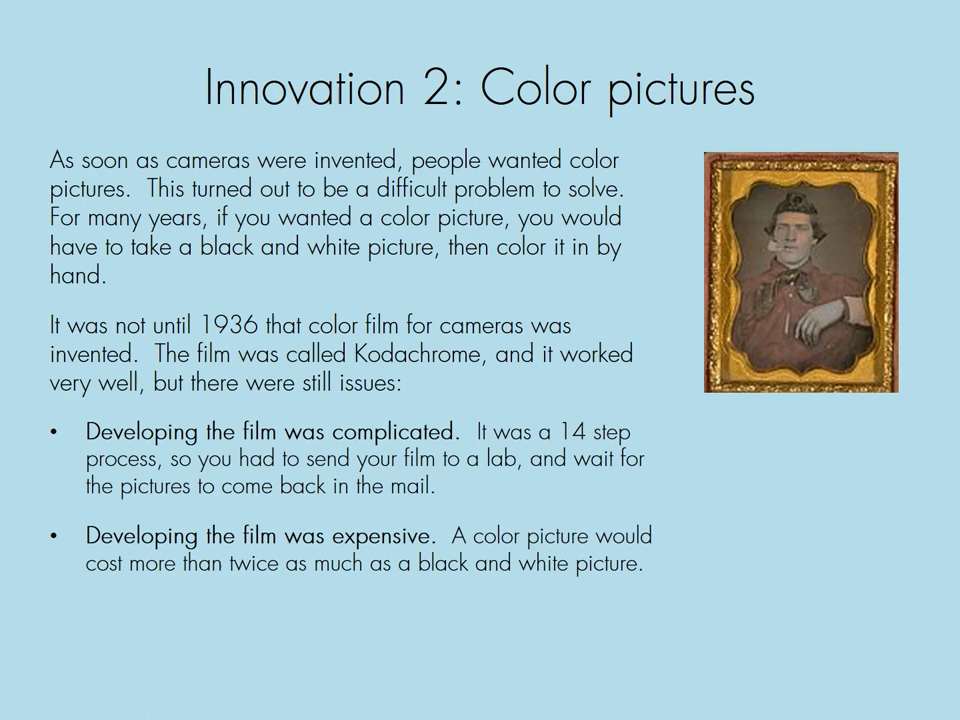 Innovation 2: Color pictures
As soon as cameras were invented, people wanted color
pictures.  This turned out to be a difficult problem to solve.
For many years, if you wanted a color picture, you would
have to take a black and white picture, then color it in by
hand.
It was not until 1936 that color film for cameras was
invented.  The film was called Kodachrome, and it worked
very well, but there were still issues:
• Developing the film was complicated.  It was a 14 step
process, so you had to send your film to a lab, and wait for
the pictures to come back in the mail.
• Developing the film was expensive.  A color picture would
cost more than twice as much as a black and white picture.